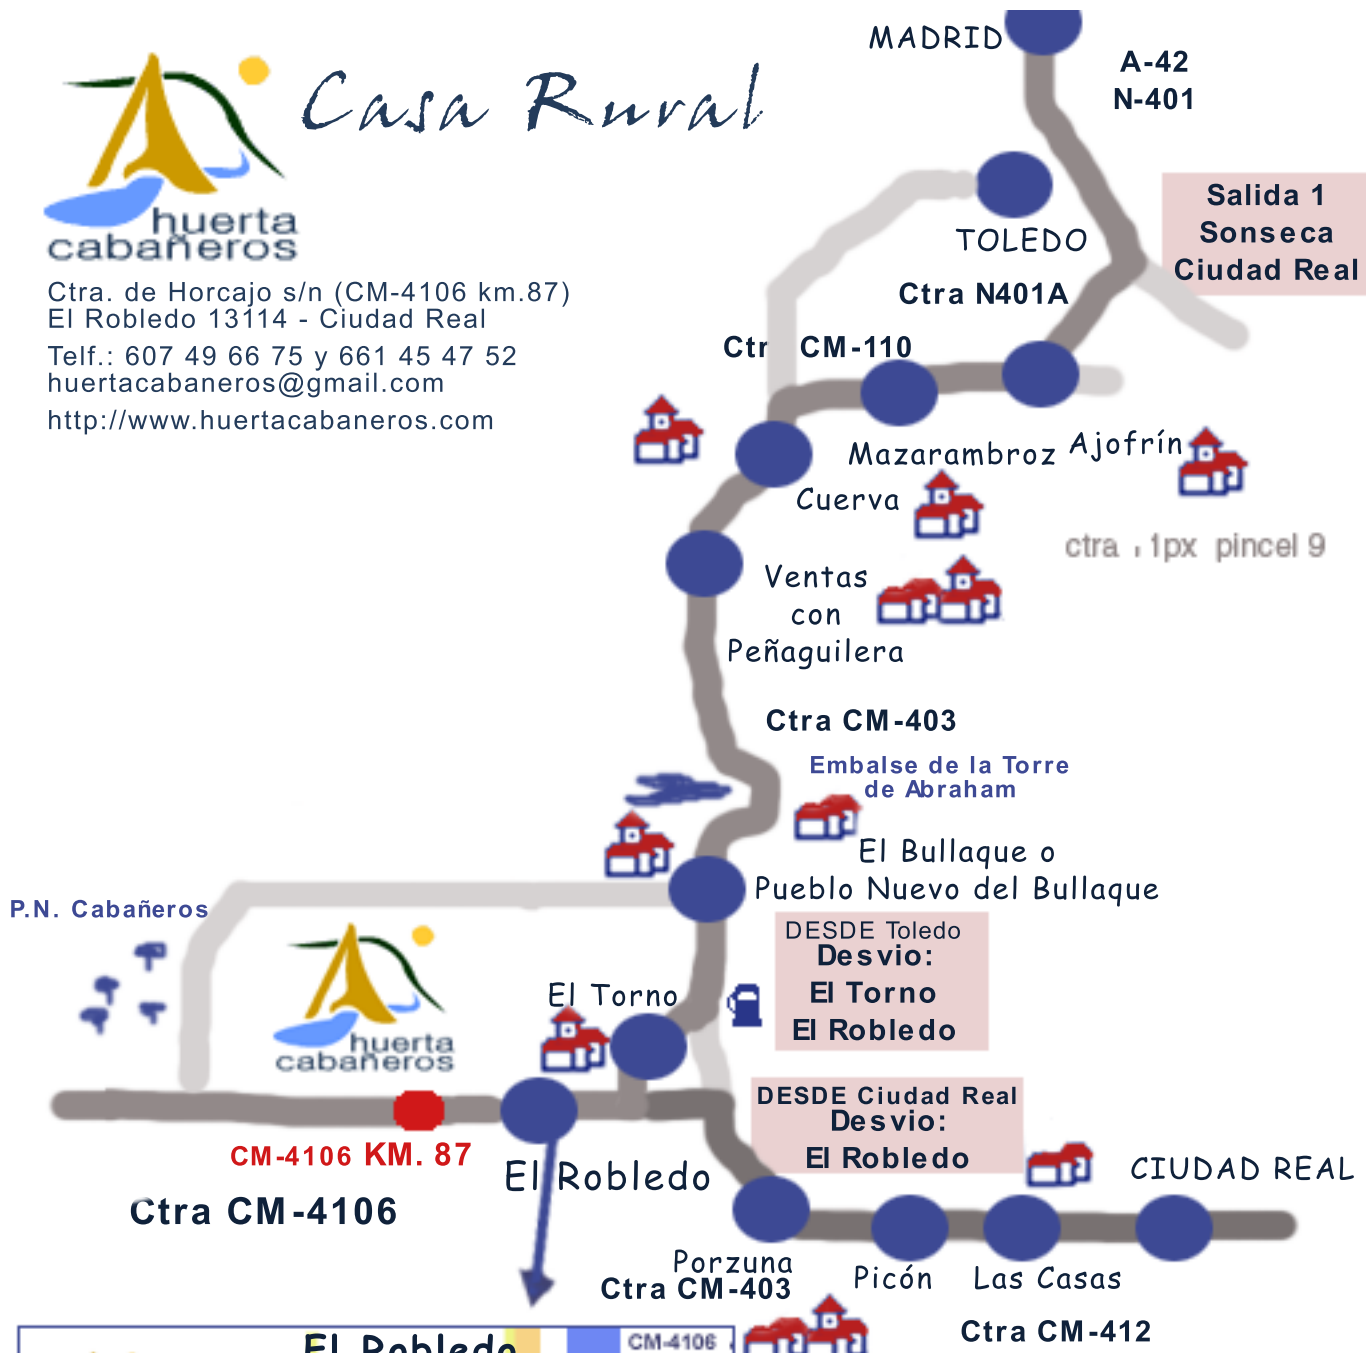 MADRID
A-42
N-401
Casa Rural
huerta
cabañeros
Salida 1
Sonseca
Ciudad Real
TOLEDO
Ctra. de Horcajo s/n (CM-4106 km.87)
El Robledo 13114 - Ciudad Real
Telf.: 607 49 66 75 y 661 45 47 52
huertacabaneros@gmail.com
http://www.huertacabaneros.com
Ctra N401A
Ctr CM-110
Mazarambroz
Ajofrín
Cuerva
ctra 1px pincel 9
Ventas
con
Peñaguilera
Ctra CM-403
Embalse de la Torre
de Abraham
El Bullaque o
Pueblo Nuevo del Bullaque
P.N. Cabañeros
DESDE Toledo
Desvio:
El Torno
El Robledo
El Torno
huerta
cabañeros
DESDE Ciudad Real
Desvio:
El Robledo
CM-4106 KM. 87
El Robledo
CIUDAD REAL
Ctra CM-4106
Porzuna
Ctra CM-403
Picón
Las Casas
Ctra CM-412
El Robledo
CM-4106